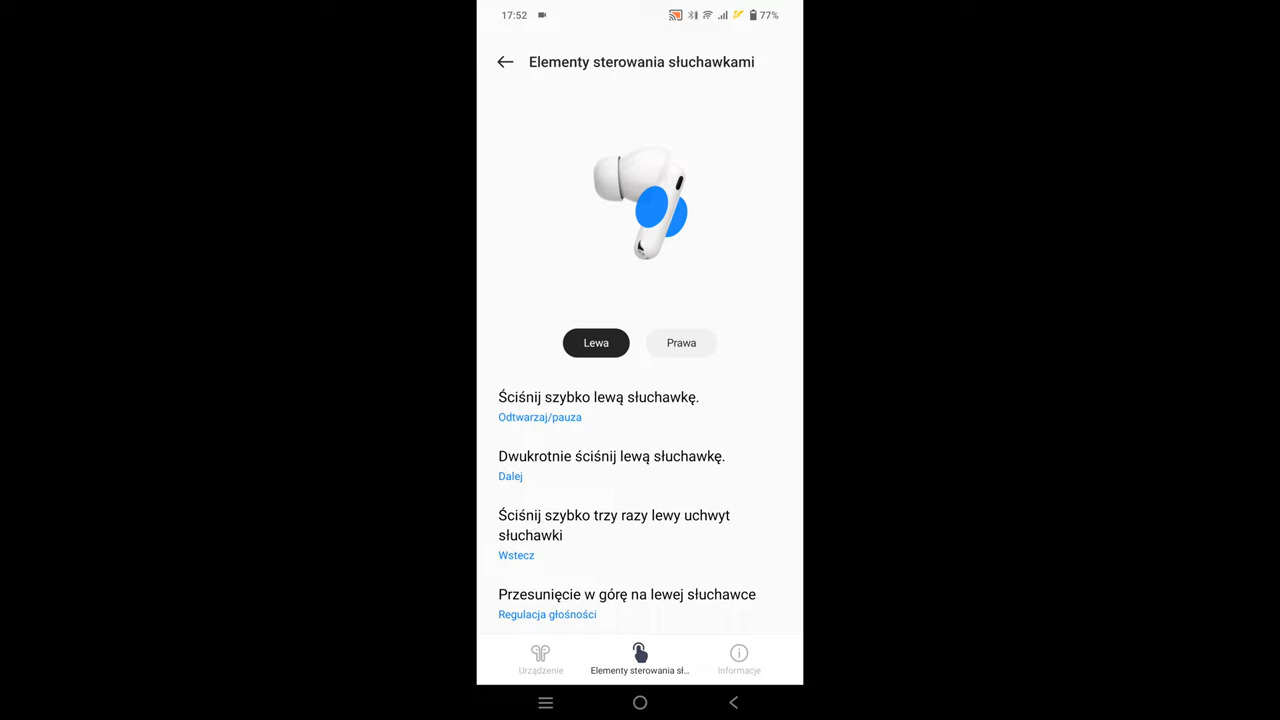 17:52
77%
Elementy sterowania słuchawkami
Lewa
Prawa
Ściśnij szybko lewą słuchawkę.
Odtwarzaj/pauza
Dwukrotnie ściśnij lewą słuchawkę.
Dalej
Ściśnij szybko trzy razy lewy uchwyt
słuchawki
Wstecz
Przesunięcie w górę na lewej słuchawce
Regulacja głośności
Urządzenie
Elementy sterowania sł...
Informacje